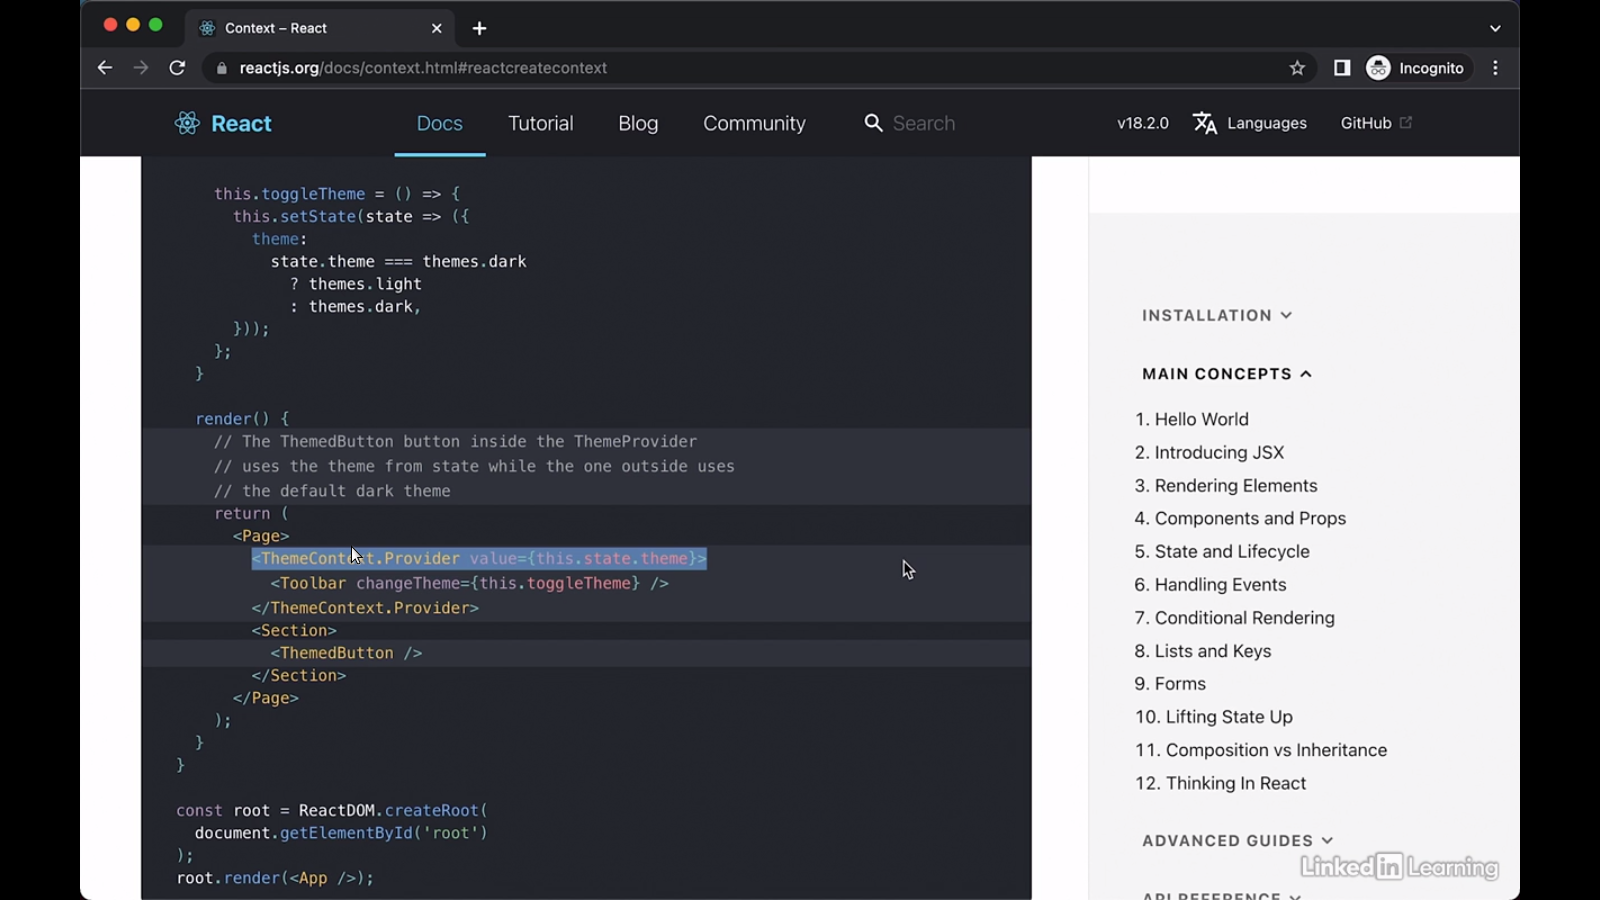 Context – React
reactjs.org/docs/context.html#reactcreatecontext
Incognito
React
Docs
Tutorial
Blog
Community
Search
v18.2.0
Languages
GitHub
this.toggleTheme = () => {
this.setState(state => ({
theme:
state.theme === themes.dark
? themes.light
: themes.dark,
}));
};
}
render() {
// The ThemedButton button inside the ThemeProvider
// uses the theme from state while the one outside uses
// the default dark theme
return (
<Page>
<ThemeContext.Provider value={this.state.theme}>
<Toolbar changeTheme={this.toggleTheme} />
</ThemeContext.Provider>
<Section>
<ThemedButton />
</Section>
</Page>
);
}
}
const root = ReactDOM.createRoot(
document.getElementById('root')
);
root.render(<App />);
INSTALLATION
MAIN CONCEPTS
1. Hello World
2. Introducing JSX
3. Rendering Elements
4. Components and Props
5. State and Lifecycle
6. Handling Events
7. Conditional Rendering
8. Lists and Keys
9. Forms
10. Lifting State Up
11. Composition vs Inheritance
12. Thinking In React
ADVANCED GUIDES
LinkedIn Learning
API REFERENCE